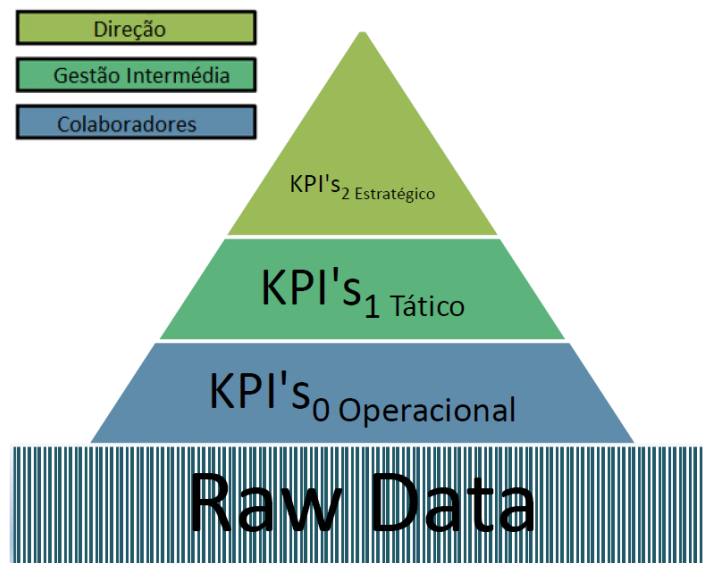 Direção
Gestão Intermédia
Colaboradores
KPI's2 Estratégico
KPI's1 Tático
KPI's0 Operacional
Raw Data